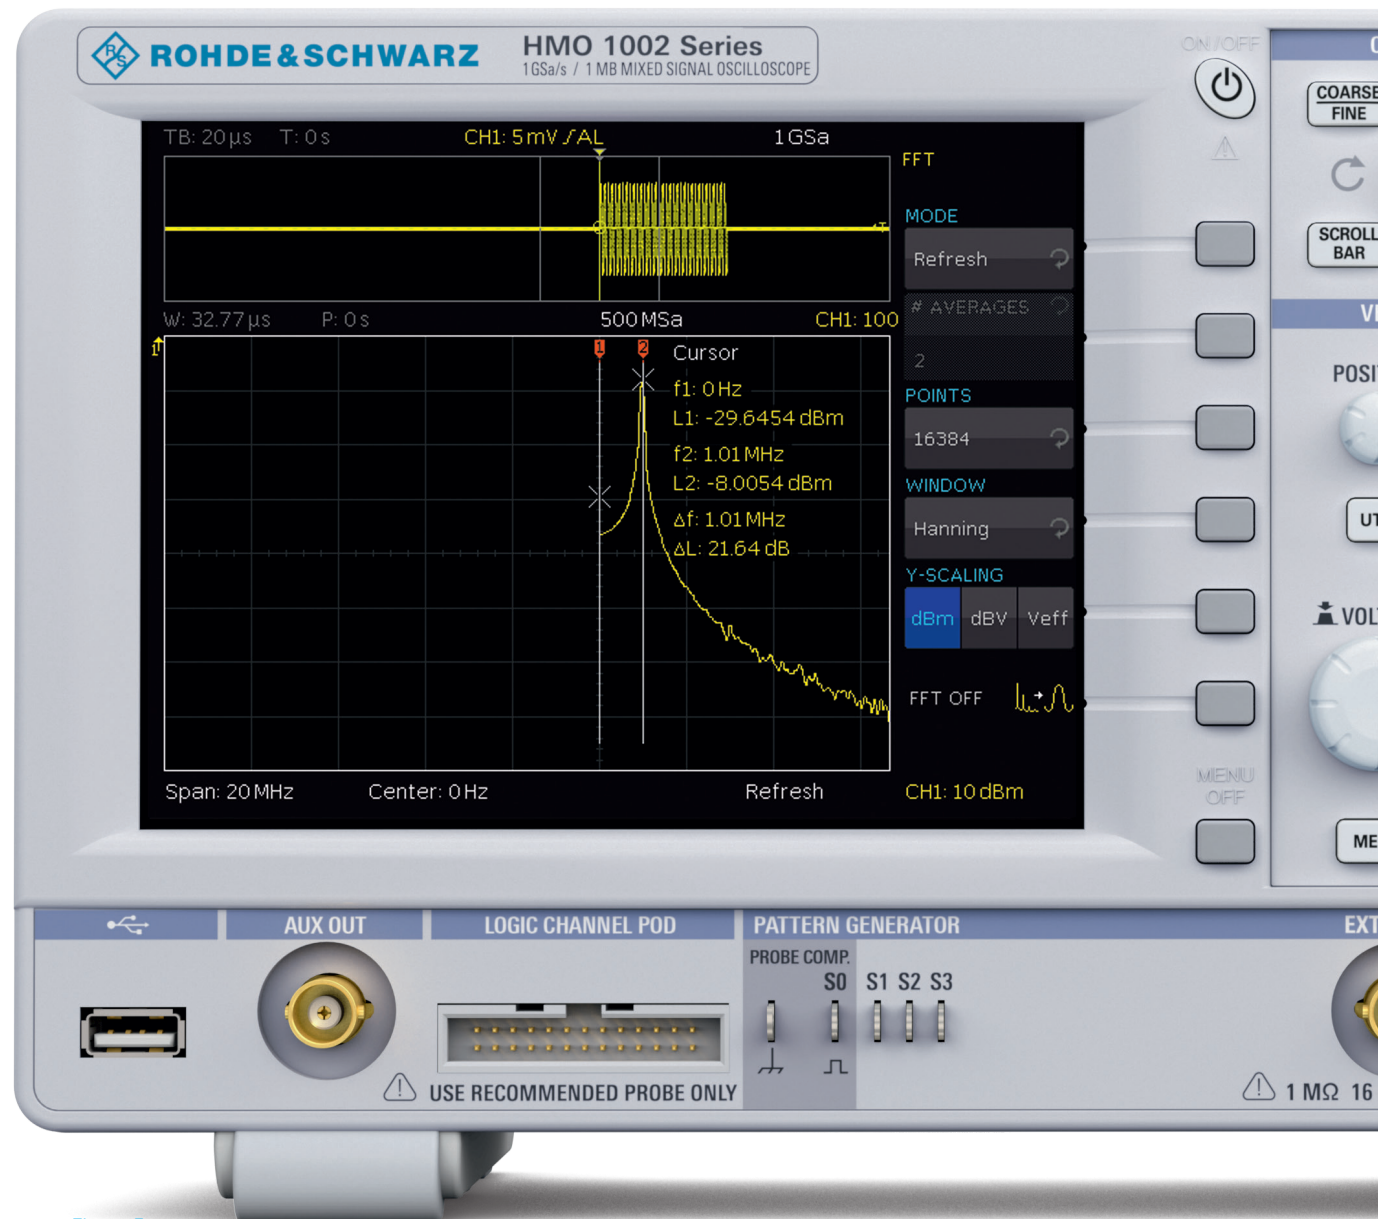 ROHDE & SCHWARZ
HMO 1002 Series
1 GSa/s / 1 MB MIXED SIGNAL OSCILLOSCOPE
ON/OFF
COARSE
FINE
SCROLL
BAR
TB: 20µs T: 0s CH1: 5mV AL 1GSa
FFT
MODE
Refresh
# AVERAGES
2
W: 32.77µs P: 0s 500MSa CH1: 100
POINTS
16384
WINDOW
Hanning
Y-SCALING
dBm dBV Veff
FFT OFF
1 2 Cursor
f1: 0Hz
L1: -29.6454 dBm
f2: 1.01MHz
L2: -8.0054 dBm
Δf: 1.01MHz
ΔL: 21.64 dB
Span: 20MHz Center: 0Hz Refresh CH1: 10dBm
MENU
OFF
AUX OUT
LOGIC CHANNEL POD
PATTERN GENERATOR
PROBE COMP.
S0 S1 S2 S3
USE RECOMMENDED PROBE ONLY
1 MΩ 16